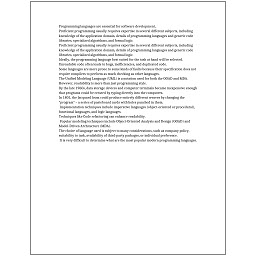 Programming languages are essential for software development.
Proficient programming usually requires expertise in several different subjects, including
knowledge of the application domain, details of programming languages and generic code
libraries, specialized algorithms, and formal logic.
Proficient programming usually requires expertise in several different subjects, including
knowledge of the application domain, details of programming languages and generic code
libraries, specialized algorithms, and formal logic.
Ideally, the programming language best suited for the task at hand will be selected.
Unreadable code often leads to bugs, inefficiencies, and duplicated code.
Some languages are more prone to some kinds of faults because their specification does not
require compilers to perform as much checking as other languages.
The Unified Modeling Language (UML) is a notation used for both the OOAD and MDA.
However, readability is more than just programming style.
By the late 1960s, data storage devices and computer terminals became inexpensive enough
that programs could be created by typing directly into the computers.
In 1801, the Jacquard loom could produce entirely different weaves by changing the
"program" – a series of pasteboard cards with holes punched in them.
Implementation techniques include imperative languages (object-oriented or procedural),
functional languages, and logic languages.
Techniques like Code refactoring can enhance readability.
Popular modeling techniques include Object-Oriented Analysis and Design (OOAD) and
Model-Driven Architecture (MDA).
The choice of language used is subject to many considerations, such as company policy,
suitability to task, availability of third-party packages, or individual preference.
It is very difficult to determine what are the most popular modern programming languages.